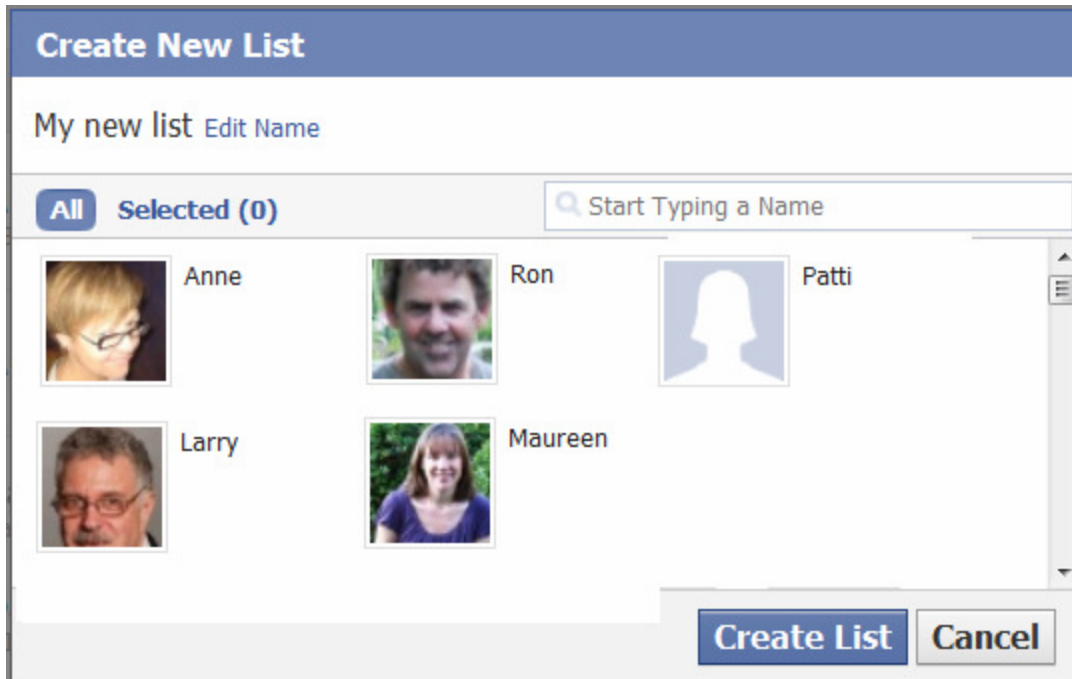 Create New List
My new list Edit Name
All Selected (0) Start Typing a Name
Anne Ron Patti
Larry Maureen
Create List Cancel